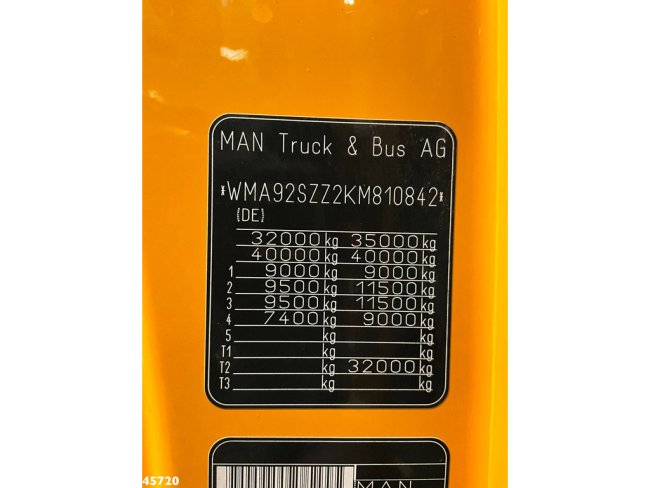 MAN Truck & Bus AG
*WMA92SZZ2KM810842*
(DE)
32000 kg 35000 kg
40000 kg 40000 kg
1 9000 kg 9000 kg
2 9500 kg 11500 kg
3 9500 kg 11500 kg
4 7400 kg 9000 kg
5 kg kg
T1 kg kg
T2 kg 32000 kg
T3 kg kg
MAN
45720